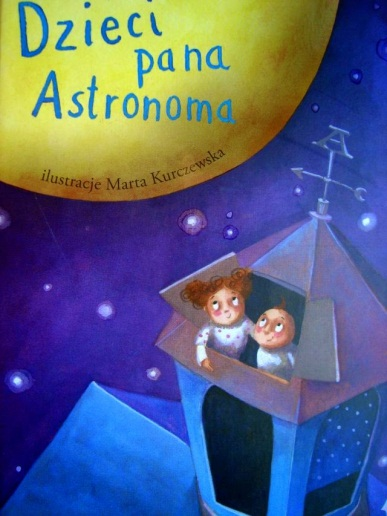 Dzieci
pana
Astronoma
ilustracje Marta Kurczewska